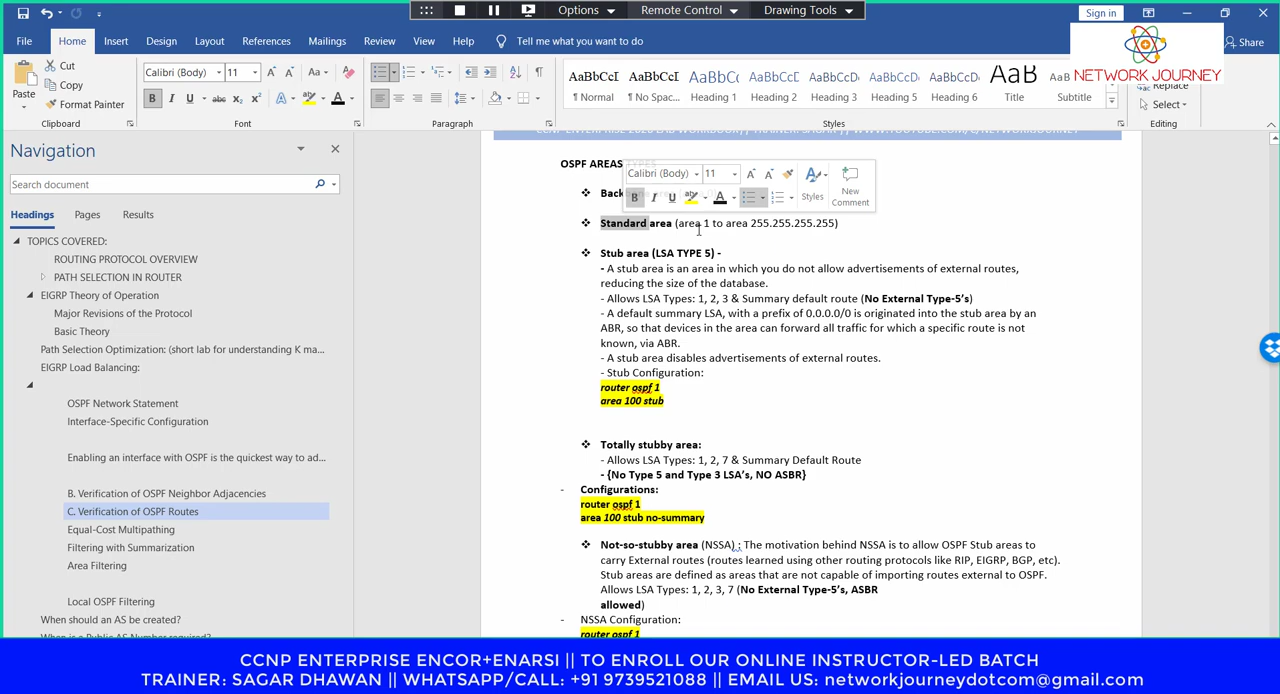 Options
Remote Control
Drawing Tools
Sign in
File
Home
Insert
Design
Layout
References
Mailings
Review
View
Help
Tell me what you want to do
Share
NETWORK JOURNEY
Paste
Cut
Copy
Format Painter
Clipboard
Calibri (Body)
11
Font
Paragraph
AaBbCcI
¶ Normal
AaBbCcI
¶ No Spac...
AaBbCc
Heading 1
AaBbCcI
Heading 2
AaBbCcI
Heading 3
AaBbCcI
Heading 4
AaBbCcI
Heading 5
AaBbCcI
Heading 6
AaB
Title
Subtitle
Styles
Replace
Select
Editing
Navigation
Search document
Headings
Pages
Results
TOPICS COVERED:
ROUTING PROTOCOL OVERVIEW
PATH SELECTION IN ROUTER
EIGRP Theory of Operation
Major Revisions of the Protocol
Basic Theory
Path Selection Optimization: (short lab for understanding K ma...
EIGRP Load Balancing:
OSPF Network Statement
Interface-Specific Configuration
Enabling an interface with OSPF is the quickest way to ad...
B. Verification of OSPF Neighbor Adjacencies
C. Verification of OSPF Routes
Equal-Cost Multipathing
Filtering with Summarization
Area Filtering
Local OSPF Filtering
When should an AS be created?
When is a Public AS Number required?
OSPF AREAS TYPES
Calibri (Body)
11
Styles
New
Comment
❖ Standard area (area 1 to area 255.255.255.255)
❖ Stub area (LSA TYPE 5) -
- A stub area is an area in which you do not allow advertisements of external routes,
reducing the size of the database.
- Allows LSA Types: 1, 2, 3 & Summary default route (No External Type-5's)
- A default summary LSA, with a prefix of 0.0.0.0/0 is originated into the stub area by an
ABR, so that devices in the area can forward all traffic for which a specific route is not
known, via ABR.
- A stub area disables advertisements of external routes.
- Stub Configuration:
router ospf 1
area 100 stub
❖ Totally stubby area:
- Allows LSA Types: 1, 2, 7 & Summary Default Route
- {No Type 5 and Type 3 LSA's, NO ASBR}
- Configurations:
router ospf 1
area 100 stub no-summary
❖ Not-so-stubby area (NSSA) : The motivation behind NSSA is to allow OSPF Stub areas to
carry External routes (routes learned using other routing protocols like RIP, EIGRP, BGP, etc).
Stub areas are defined as areas that are not capable of importing routes external to OSPF.
Allows LSA Types: 1, 2, 3, 7 (No External Type-5's, ASBR
allowed)
- NSSA Configuration:
router ospf 1
CCNP ENTERPRISE ENCOR+ENARSI || TO ENROLL OUR ONLINE INSTRUCTOR-LED BATCH
TRAINER: SAGAR DHAWAN || WHATSAPP/CALL: +91 9739521088 || EMAIL US: networkjourneydotcom@gmail.com